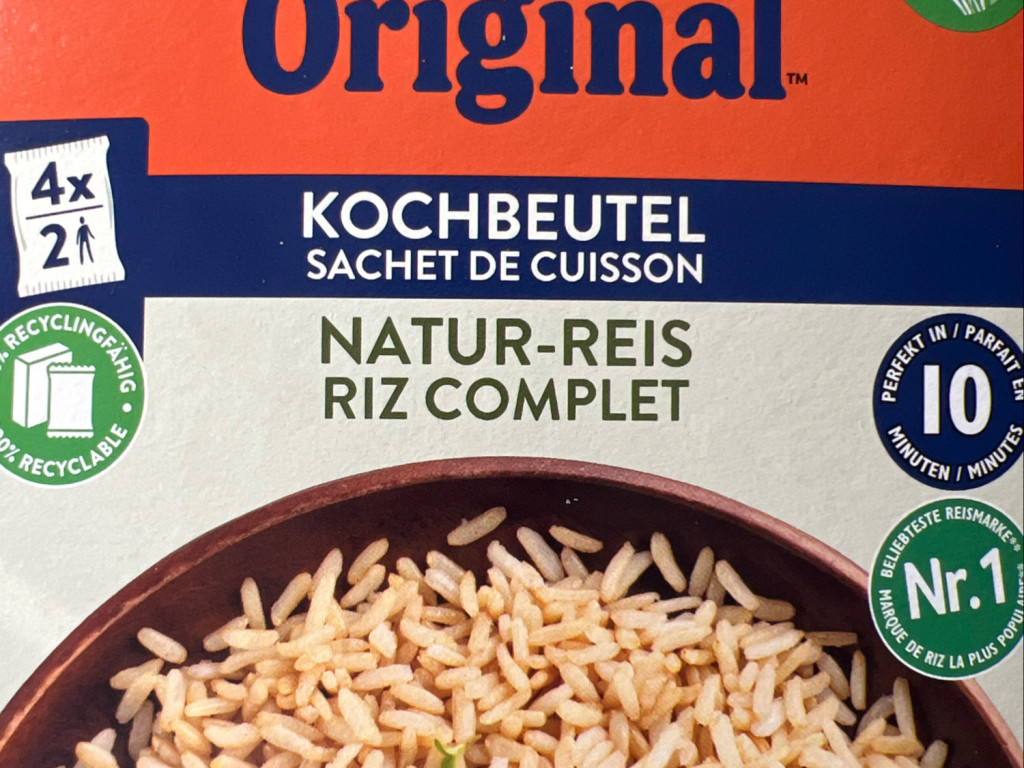 Original™
4x
2
KOCHBEUTEL
SACHET DE CUISSON
NATUR-REIS
RIZ COMPLET
% RECYCLINGFÄHIG •
0% RECYCLABLE
PERFEKT IN / PARFAIT EN
10
MINUTEN / MINUTES
BELIEBTESTE REISMARKE**
Nr.1
MARQUE DE RIZ LA PLUS POPULAIRE**